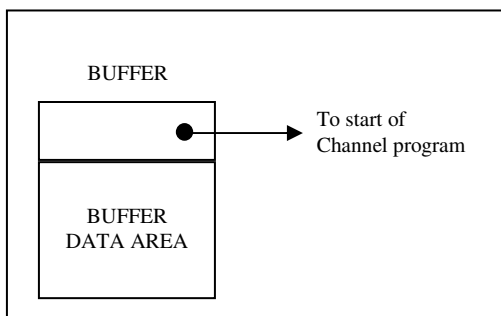 BUFFER
To start of
Channel program
BUFFER
DATA AREA